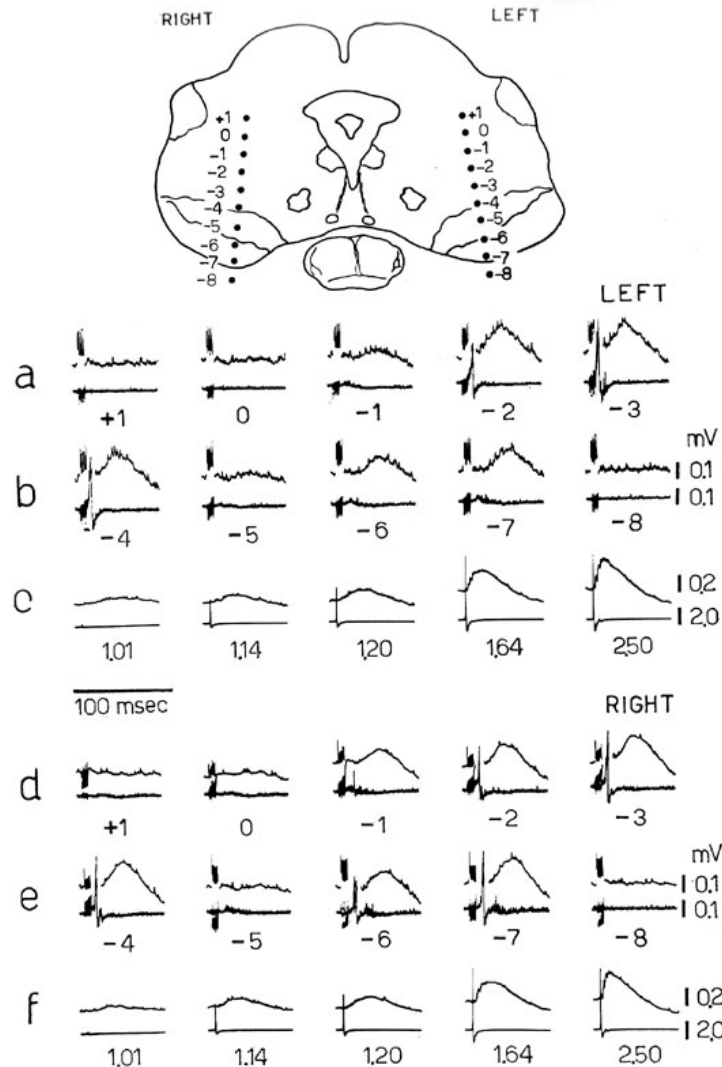 RIGHT LEFT
+1 +1
0 0
-1 -1
-2 -2
-3 -3
-4 -4
-5 -5
-6 -6
-7 -7
-8 -8
LEFT
a
+1 0 -1 -2 -3
mV
b
0.1
0.1
-4 -5 -6 -7 -8
c
0.2
2.0
1.01 1.14 1.20 1.64 2.50
100 msec RIGHT
d
+1 0 -1 -2 -3
mV
e
0.1
0.1
-4 -5 -6 -7 -8
f
0.2
2.0
1.01 1.14 1.20 1.64 2.50